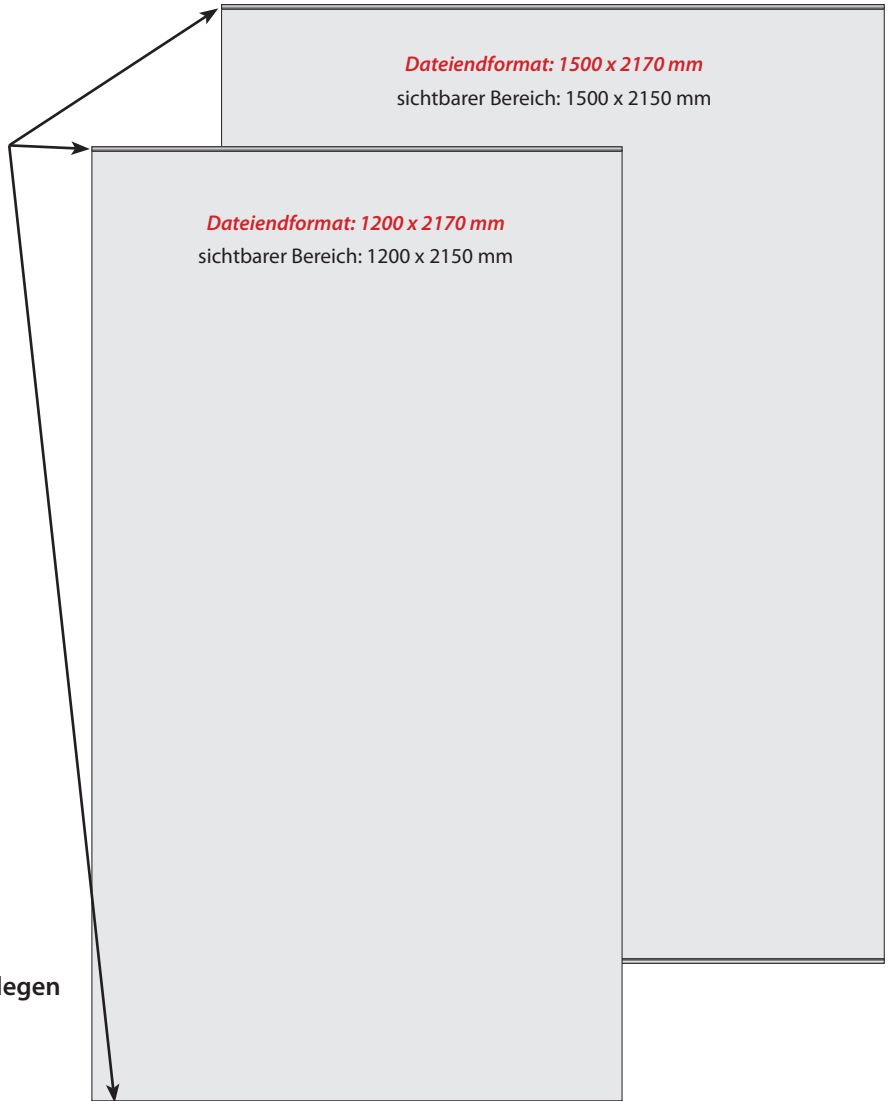 Dateiendformat: 1500 x 2170 mm
sichtbarer Bereich: 1500 x 2150 mm
Dateiendformat: 1200 x 2170 mm
sichtbarer Bereich: 1200 x 2150 mm
legen